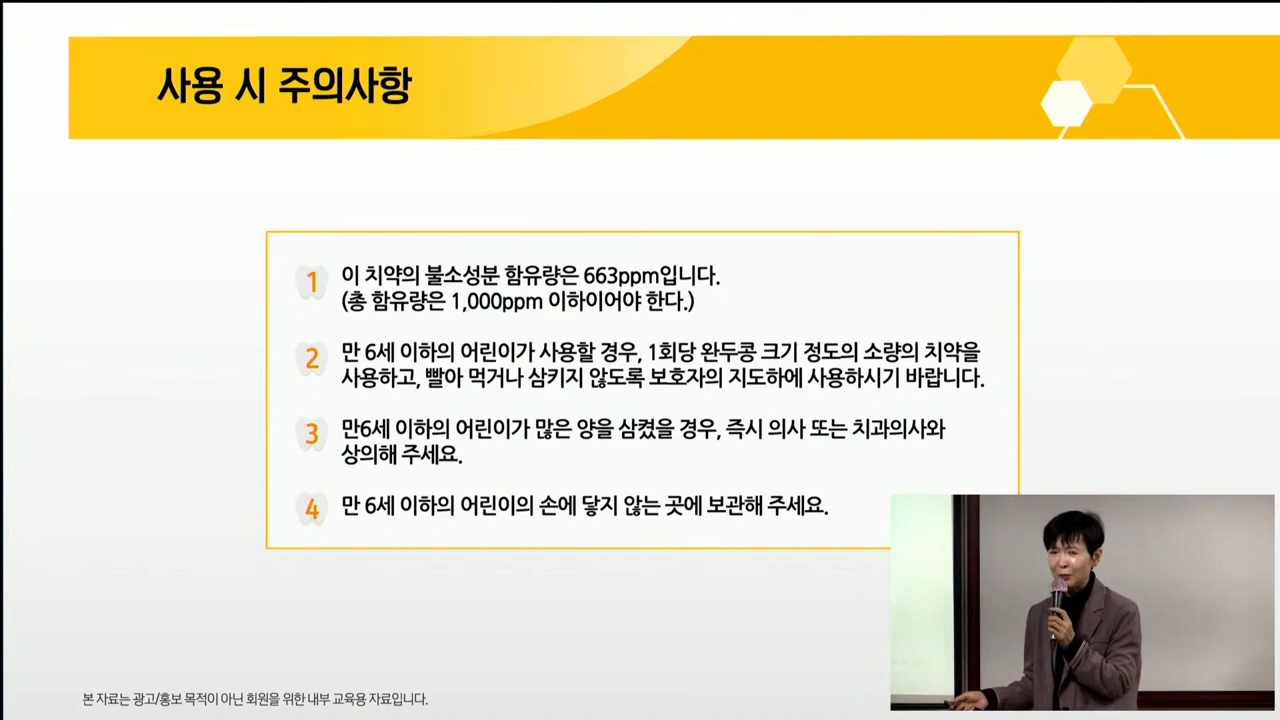 사용 시 주의사항
1 이 치약의 불소성분 함유량은 663ppm입니다.
(총 함유량은 1,000ppm 이하이어야 한다.)
2 만 6세 이하의 어린이가 사용할 경우, 1회당 완두콩 크기 정도의 소량의 치약을
사용하고, 빨아 먹거나 삼키지 않도록 보호자의 지도하에 사용하시기 바랍니다.
3 만6세 이하의 어린이가 많은 양을 삼켰을 경우, 즉시 의사 또는 치과의사와
상의해 주세요.
4 만 6세 이하의 어린이의 손에 닿지 않는 곳에 보관해 주세요.
본 자료는 광고/홍보 목적이 아닌 회원을 위한 내부 교육용 자료입니다.